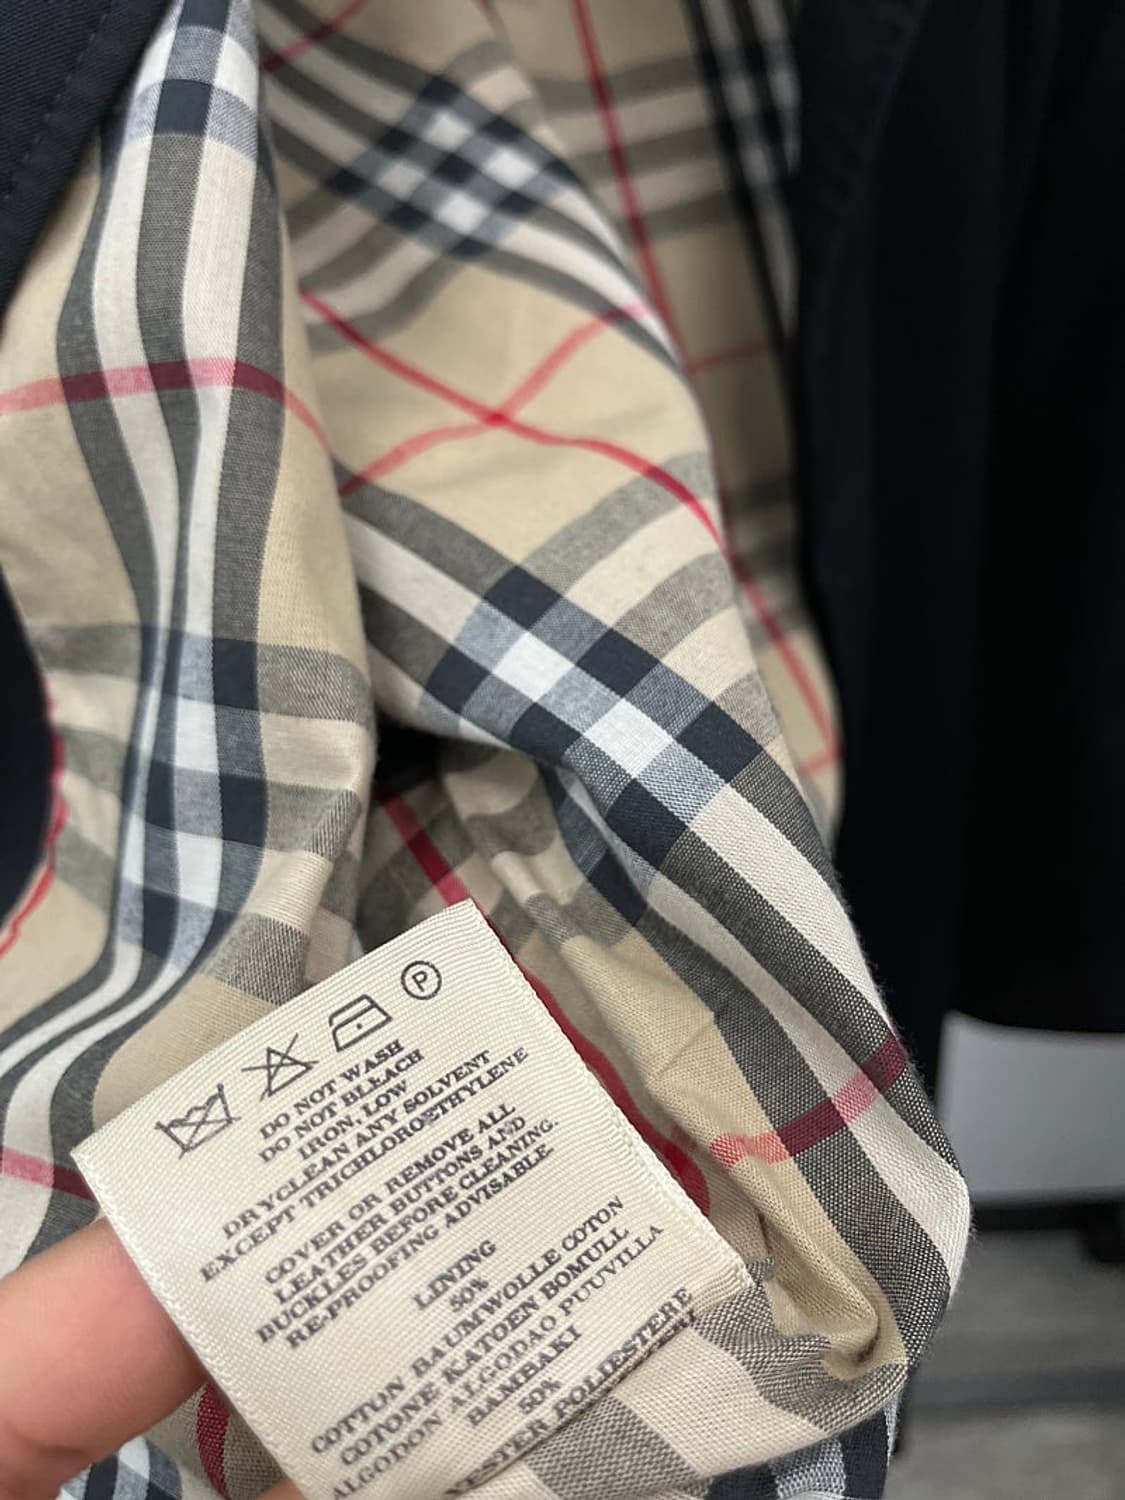 P
DO NOT WASH
DO NOT BLEACH
IRON, LOW
DRYCLEAN ANY SOLVENT
EXCEPT TRICHLOROETHYLENE
COVER OR REMOVE ALL
LEATHER BUTTONS AND
BUCKLES BEFORE CLEANING.
RE-PROOFING ADVISABLE.
LINING
50%
COTTON BAUMWOLLE COTON
COTONE KATOEN BOMULL
ALGODON ALGODAO PUUVILLA
BAMBAKI
50%
POLIESTERE